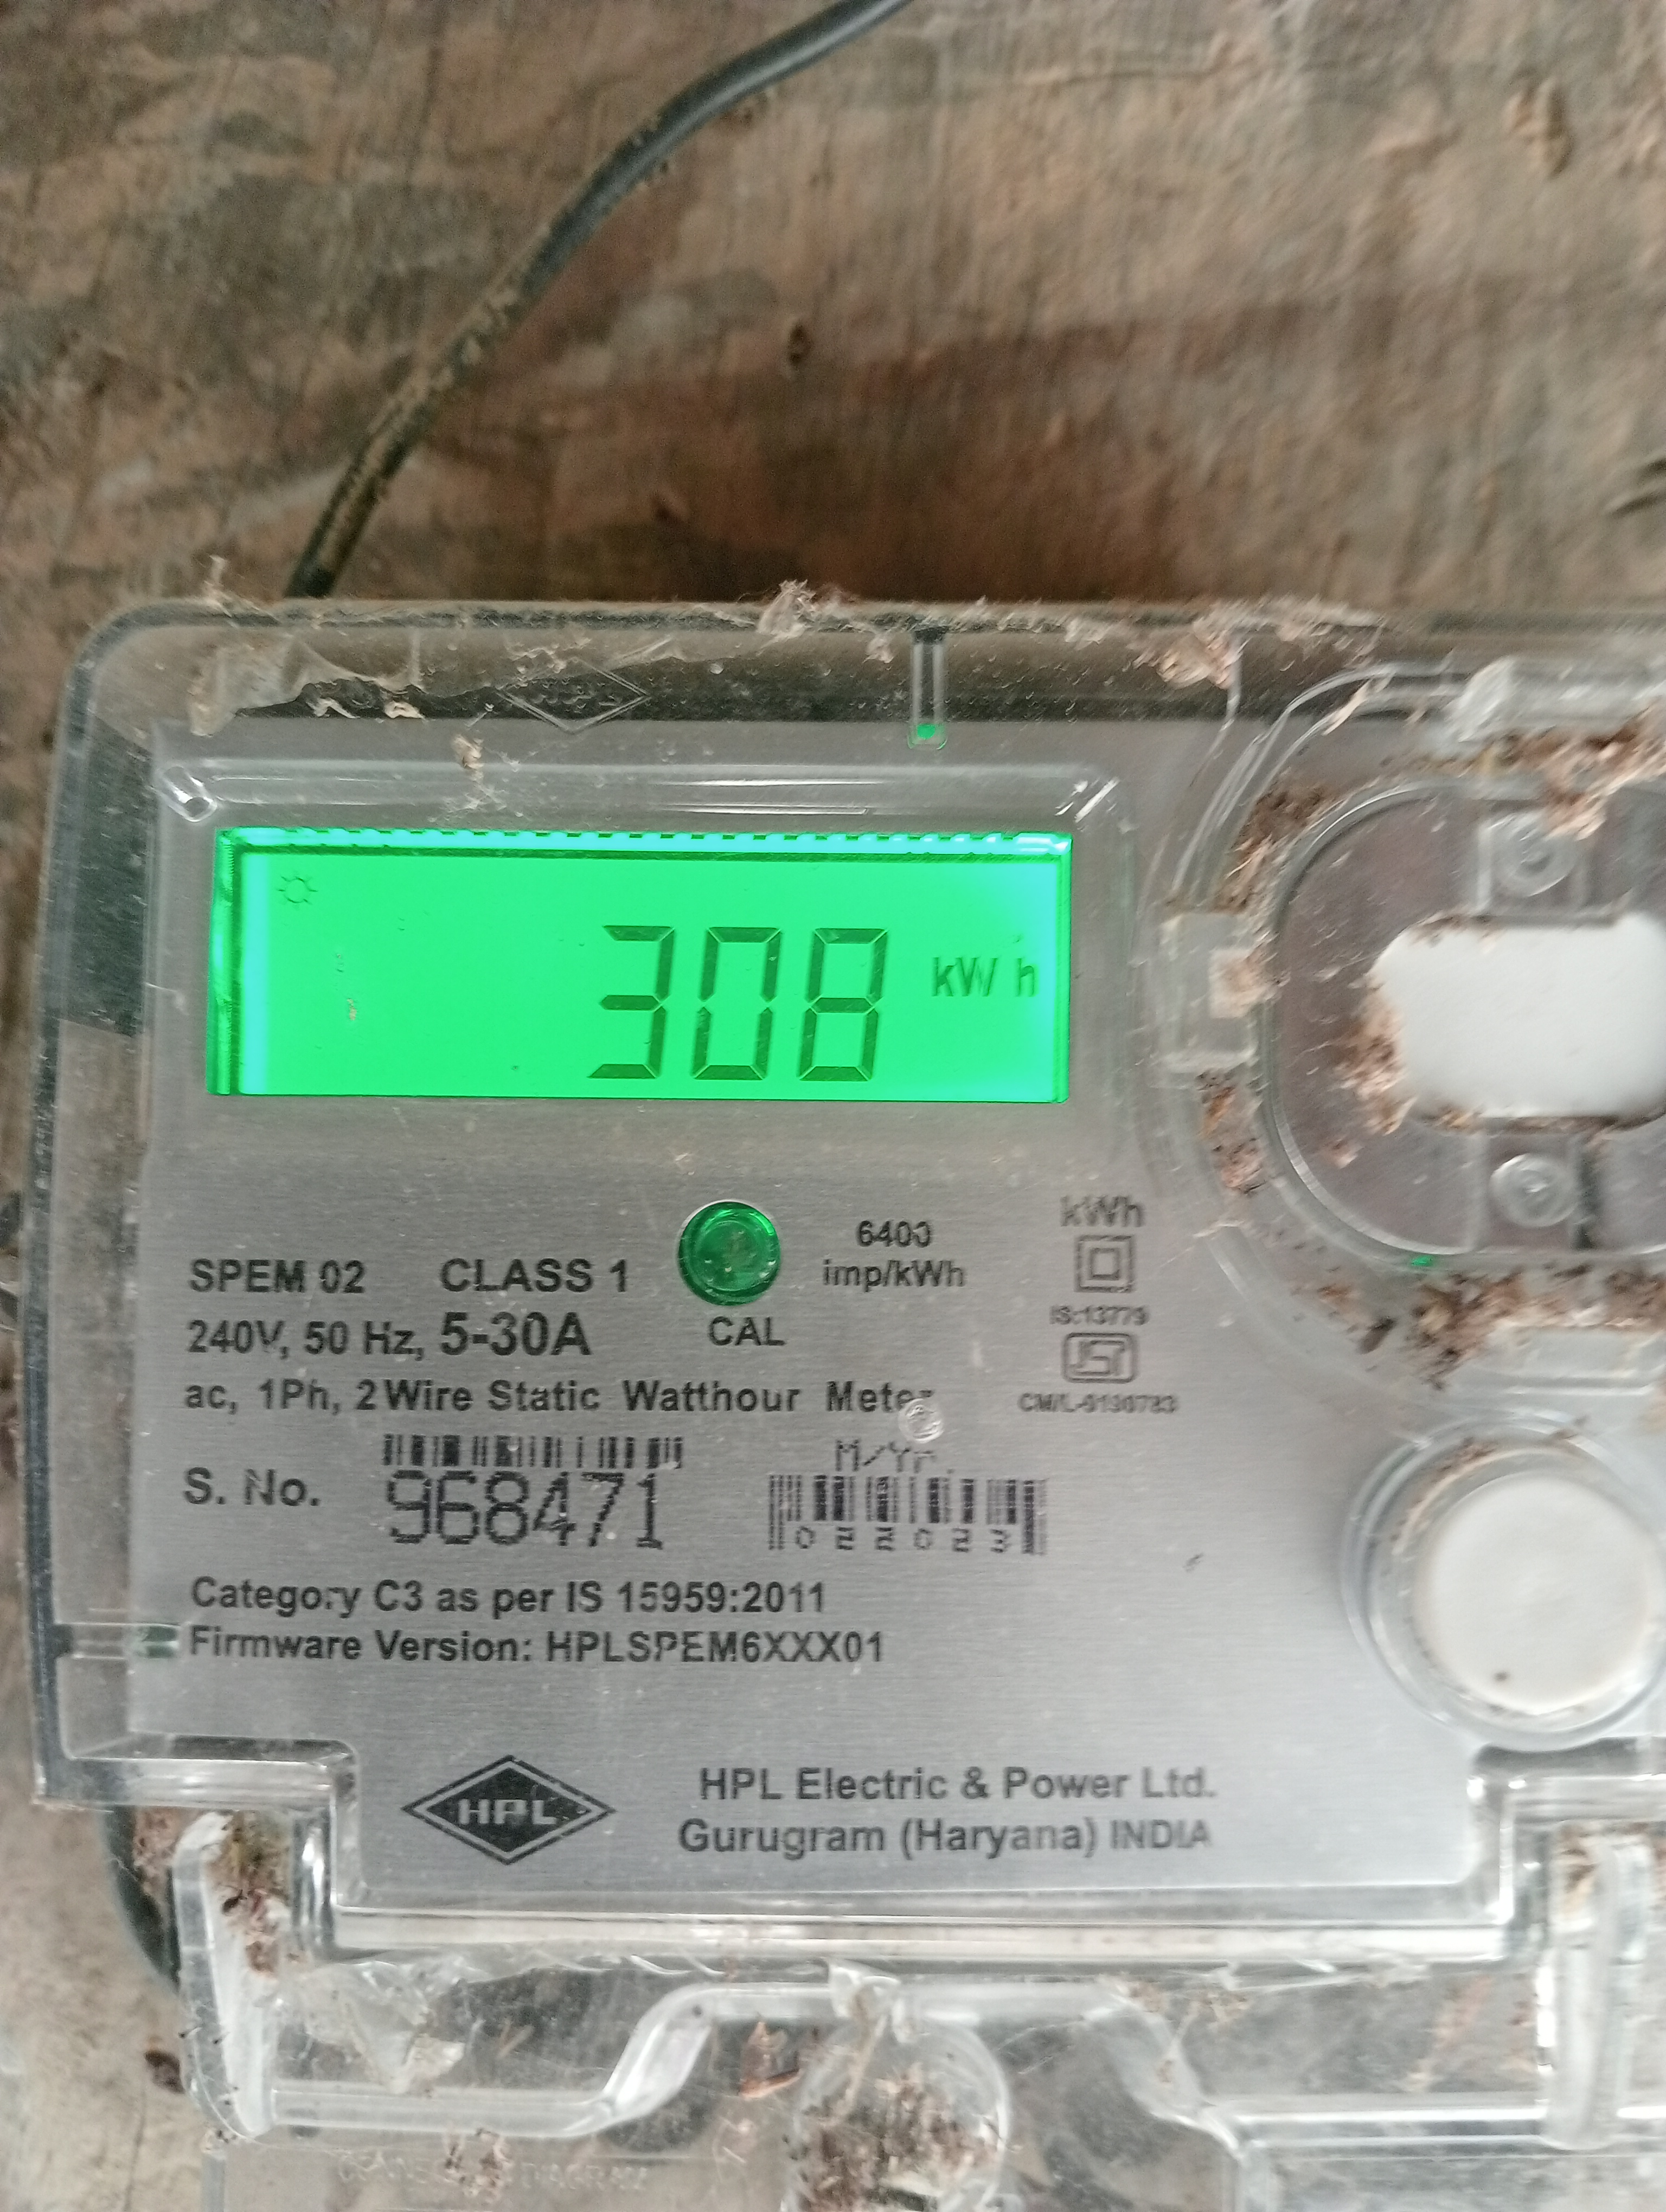 308 kW h
6400
imp/kWh
kWh
SPEM 02 CLASS 1
CAL
IS:13779
240V, 50 Hz, 5-30A
ac, 1Ph, 2 Wire Static Watthour Meter
CM/L-9130783
M/Yr.
S. No. 968471
022023
Category C3 as per IS 15959:2011
Firmware Version: HPLSPEM6XXX01
HPL
HPL Electric & Power Ltd.
Gurugram (Haryana) INDIA